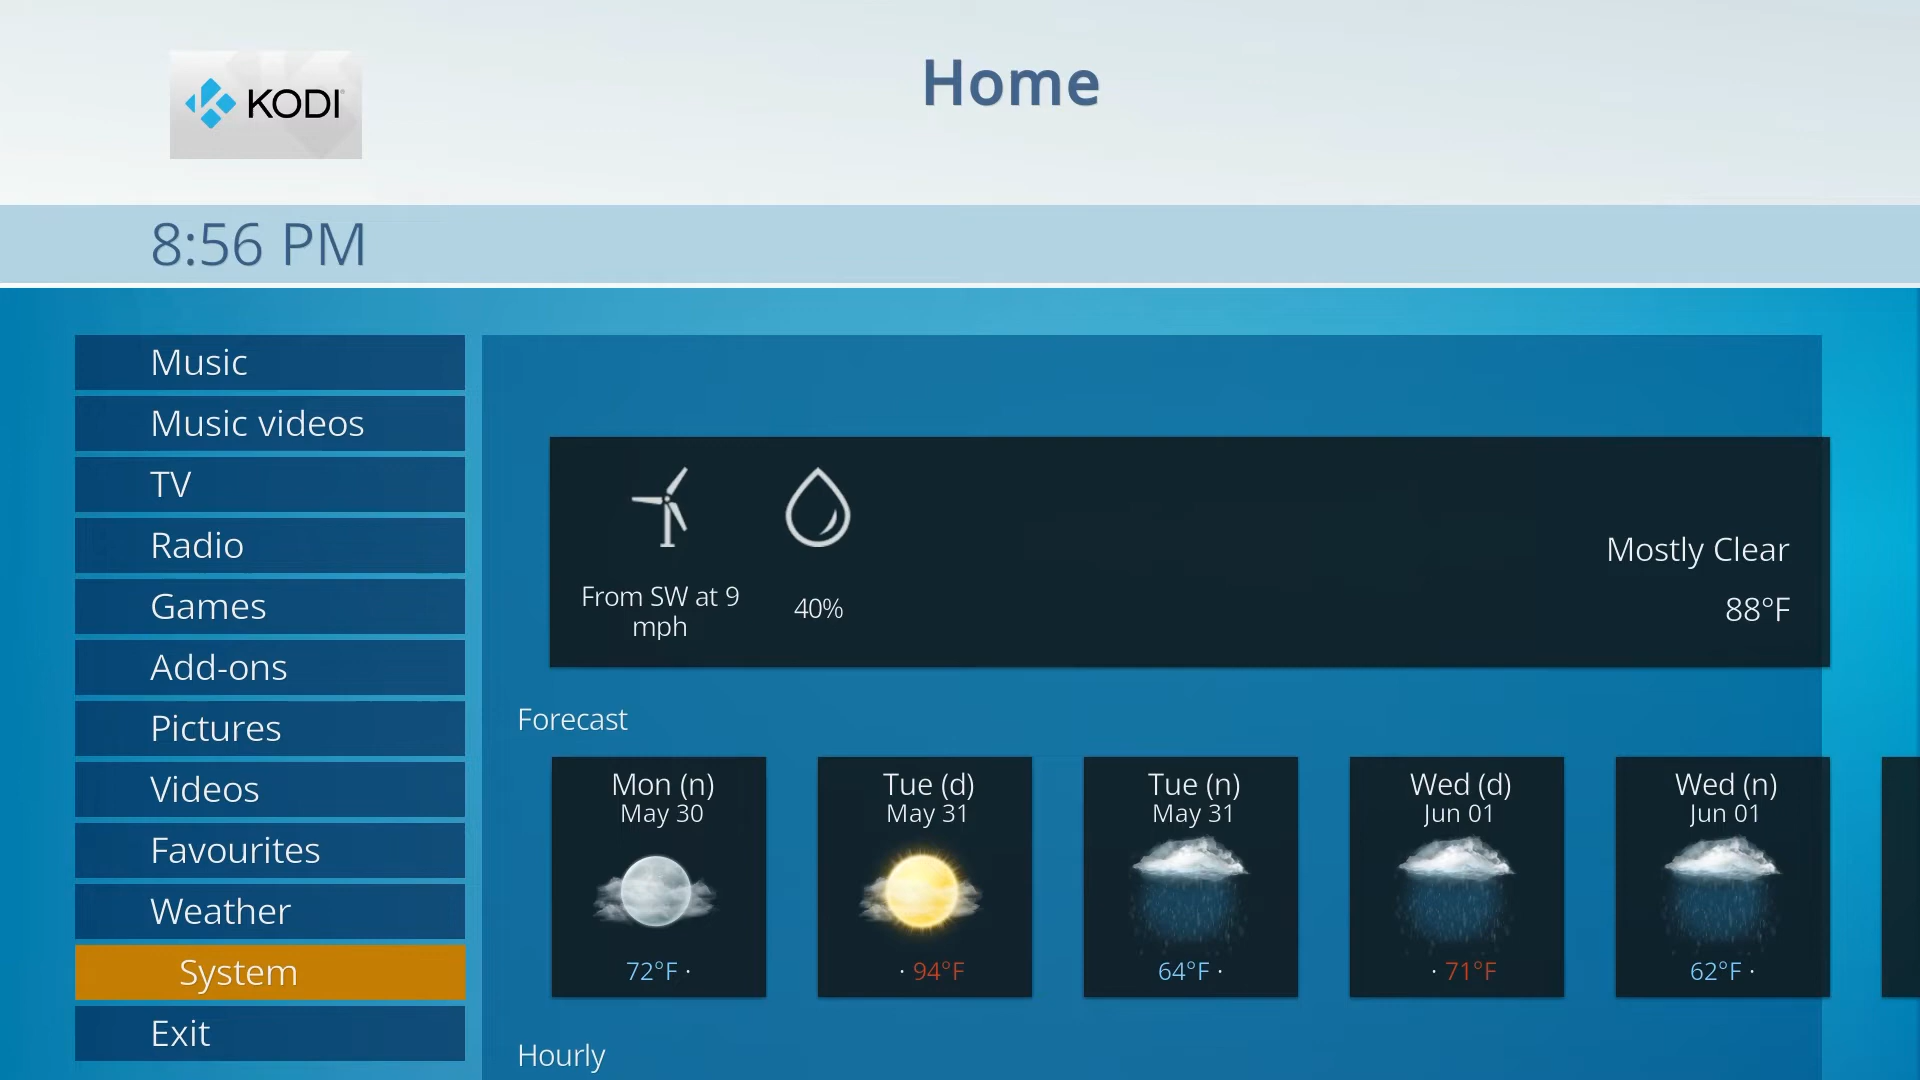 KODI
Home
8:56 PM
Music
Music videos
TV
Radio
Games
Add-ons
Pictures
Videos
Favourites
Weather
System
Exit
From SW at 9
mph
40%
Mostly Clear
88°F
Forecast
Mon (n)
May 30
72°F ·
Tue (d)
May 31
· 94°F
Tue (n)
May 31
64°F ·
Wed (d)
Jun 01
· 71°F
Wed (n)
Jun 01
62°F ·
Hourly